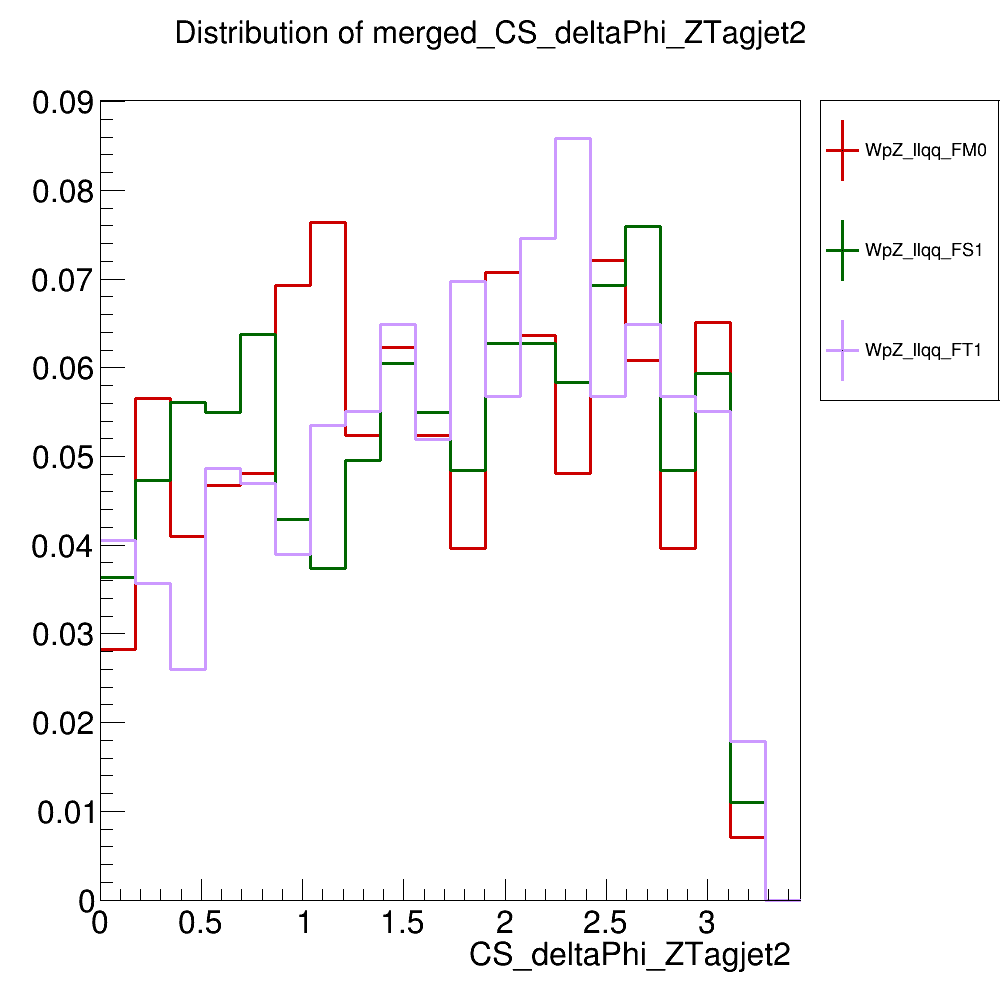 Distribution of merged_CS_deltaPhi_ZTagjet2
0.09
0.08
0.07
0.06
0.05
0.04
0.03
0.02
0.01
0
0 0.5 1 1.5 2 2.5 3
CS_deltaPhi_ZTagjet2
WpZ_llqq_FM0
WpZ_llqq_FS1
WpZ_llqq_FT1